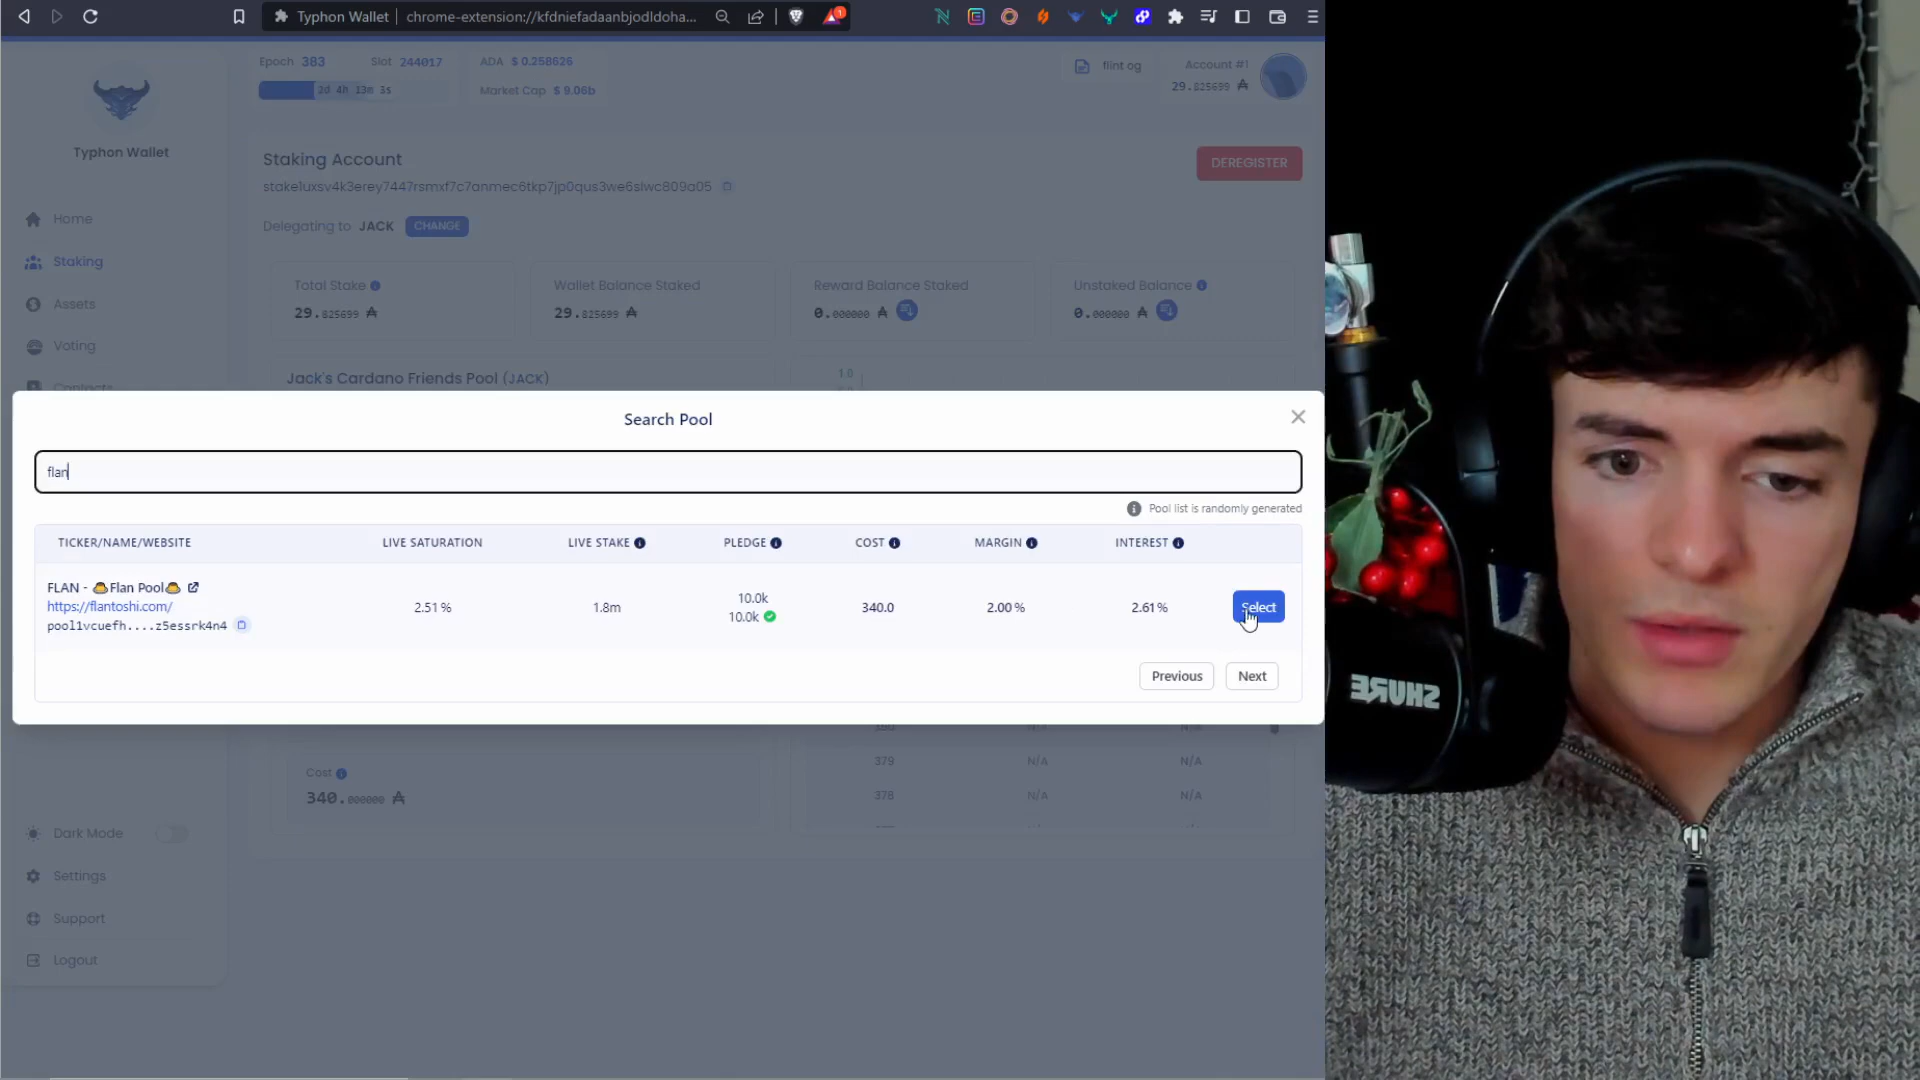 Typhon Wallet
chrome-extension://kfdniefadaanbjodldoha...
1
Epoch 383
Slot 244017
ADA $ 0.258626
flint og
Account #1
29.825699 ₳
2d 4h 13m 3s
Market Cap $ 9.06b
Typhon Wallet
Staking Account
DEREGISTER
stake1uxsv4k3erey7447rsmxf7c7anmec6tkp7jp0qus3we6slwc809a05
Home
Delegating to JACK CHANGE
Staking
Total Stake
Wallet Balance Staked
Reward Balance Staked
Unstaked Balance
Assets
29.825699 ₳
29.825699 ₳
0.000000 ₳
0.000000 ₳
Voting
Jack's Cardano Friends Pool (JACK)
1.0
Contacts
Search Pool
flan
Pool list is randomly generated
TICKER/NAME/WEBSITE
LIVE SATURATION
LIVE STAKE
PLEDGE
COST
MARGIN
INTEREST
FLAN - 🍮Flan Pool🍮
https://flantoshi.com/
pool1vcuefh....z5essrk4n4
2.51 %
1.8m
10.0k
10.0k
340.0
2.00 %
2.61 %
Select
Previous
Next
380
N/A
N/A
379
N/A
N/A
378
N/A
N/A
Cost
340.000000 ₳
Dark Mode
Settings
Support
Logout
SHURE